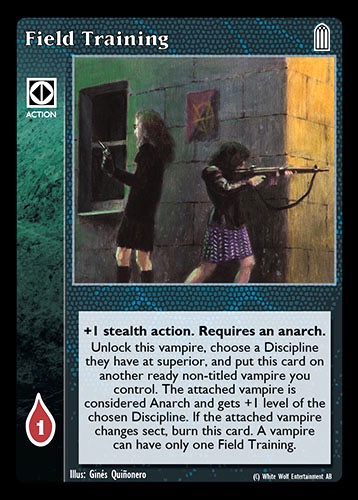 Field Training
ACTION
+1 stealth action. Requires an anarch.
Unlock this vampire, choose a Discipline
they have at superior, and put this card on
another ready non-titled vampire you
control. The attached vampire is
considered Anarch and gets +1 level of the
chosen Discipline. If the attached vampire
changes sect, burn this card. A vampire
can have only one Field Training.
1
Illus: Ginés Quiñonero
(C) White Wolf Entertainment AB